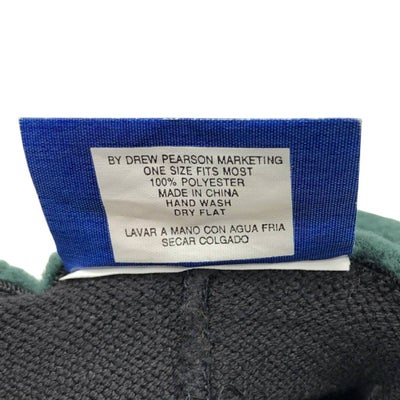 BY DREW PEARSON MARKETING
ONE SIZE FITS MOST
100% POLYESTER
MADE IN CHINA
HAND WASH
DRY FLAT
LAVAR A MANO CON AGUA FRIA
SECAR COLGADO